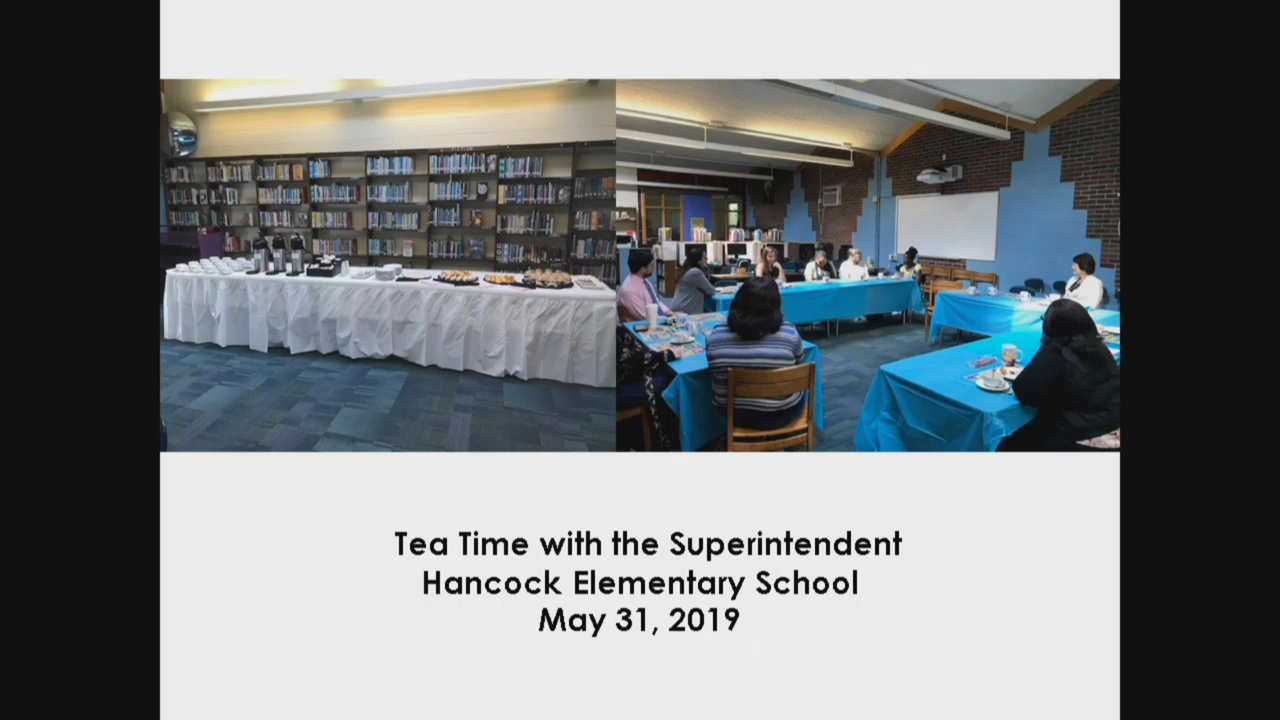 Tea Time with the Superintendent
Hancock Elementary School
May 31, 2019